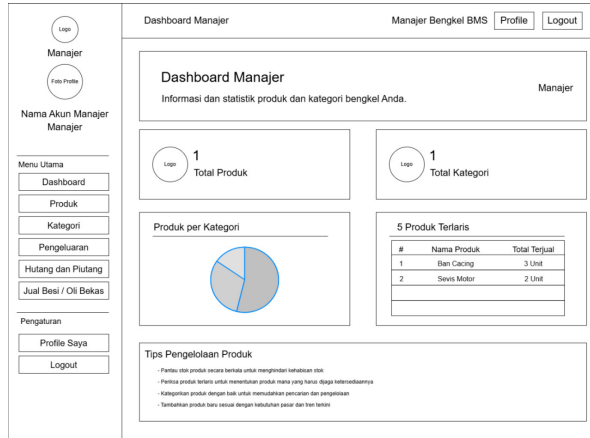 Logo
Manajer
Foto Profile
Nama Akun Manajer
Manajer
Menu Utama
Dashboard
Produk
Kategori
Pengeluaran
Hutang dan Piutang
Jual Besi / Oli Bekas
Pengaturan
Profile Saya
Logout
Dashboard Manajer
Manajer Bengkel BMS
Profile
Logout
Dashboard Manajer
Informasi dan statistik produk dan kategori bengkel Anda.
Manajer
Logo
1
Total Produk
Logo
1
Total Kategori
Produk per Kategori
5 Produk Terlaris
# Nama Produk Total Terjual
1 Ban Cacing 3 Unit
2 Sevis Motor 2 Unit
Tips Pengelolaan Produk
- Pantau stok produk secara berkala untuk menghindari kehabisan stok
- Periksa produk terlaris untuk menentukan produk mana yang harus dijaga ketersediaannya
- Kategorikan produk dengan baik untuk memudahkan pencarian dan pengelolaan
- Tambahkan produk baru sesuai dengan kebutuhan pasar dan tren terkini